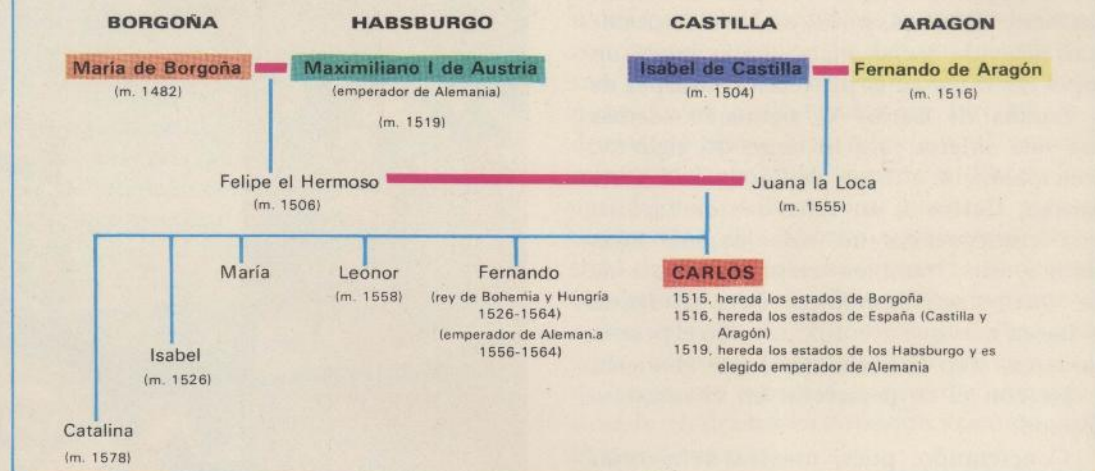 BORGOÑA HABSBURGO CASTILLA ARAGON
María de Borgoña Maximiliano I de Austria Isabel de Castilla Fernando de Aragón
(m. 1482) (emperador de Alemania) (m. 1504) (m. 1516)
(m. 1519)
Felipe el Hermoso Juana la Loca
(m. 1506) (m. 1555)
María Leonor Fernando CARLOS
(m. 1558) (rey de Bohemia y Hungría
1526-1564)
(emperador de Alemania
1556-1564)
1515, hereda los estados de Borgoña
1516, hereda los estados de España (Castilla y
Aragón)
1519, hereda los estados de los Habsburgo y es
elegido emperador de Alemania
Isabel
(m. 1526)
Catalina
(m. 1578)